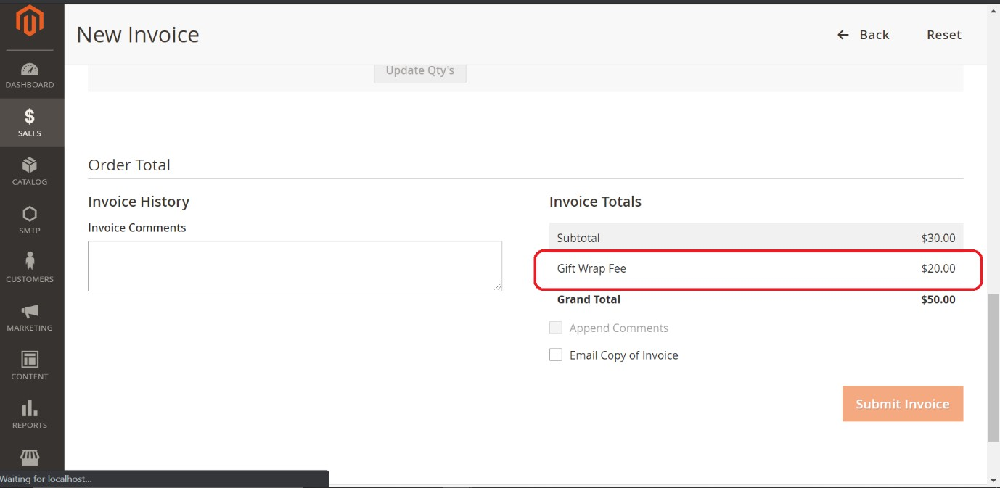 New Invoice
← Back
Reset
DASHBOARD
$
SALES
CATALOG
SMTP
CUSTOMERS
MARKETING
CONTENT
REPORTS
Update Qty's
Order Total
Invoice History
Invoice Comments
Invoice Totals
Subtotal $30.00
Gift Wrap Fee $20.00
Grand Total $50.00
Append Comments
Email Copy of Invoice
Submit Invoice
Waiting for localhost...